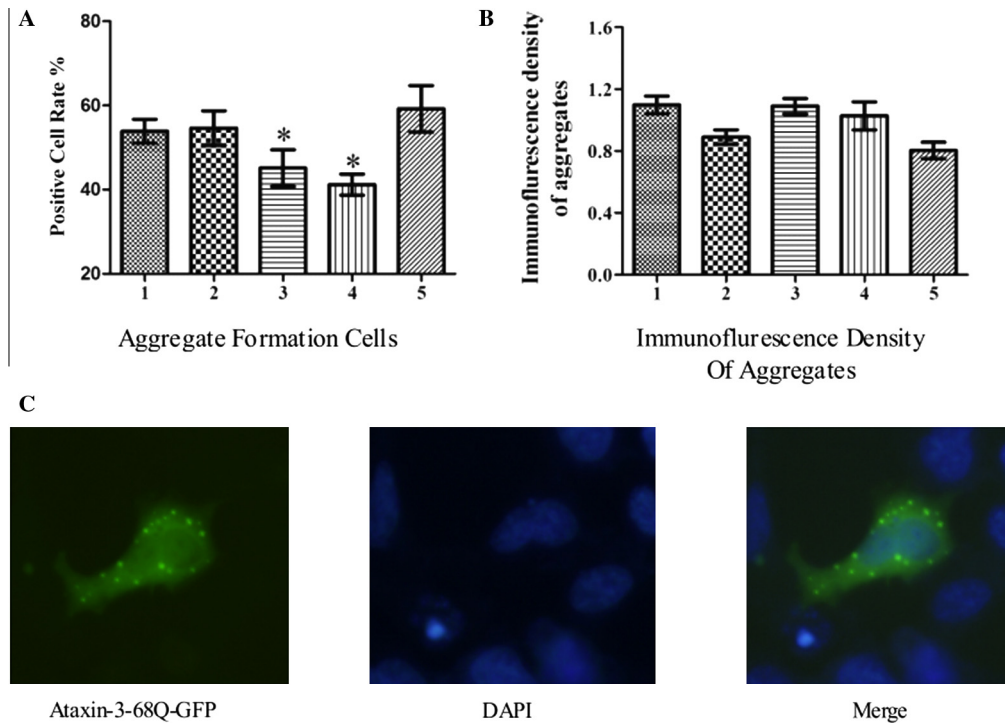 A
B
Positive Cell Rate %
80
60
40
20
*
*
1 2 3 4 5
Aggregate Formation Cells
Immunoflurescence density
of aggregates
1.6
1.2
0.8
0.4
0.0
1 2 3 4 5
Immunoflurescence Density
Of Aggregates
C
Ataxin-3-68Q-GFP
DAPI
Merge